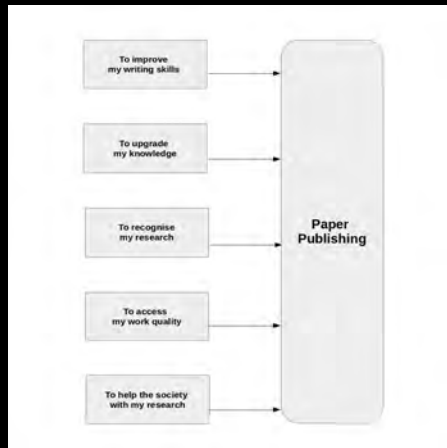 To improve
my writing skills
To upgrade
my knowledge
To recognise
my research
To access
my work quality
To help the society
with my research
Paper
Publishing